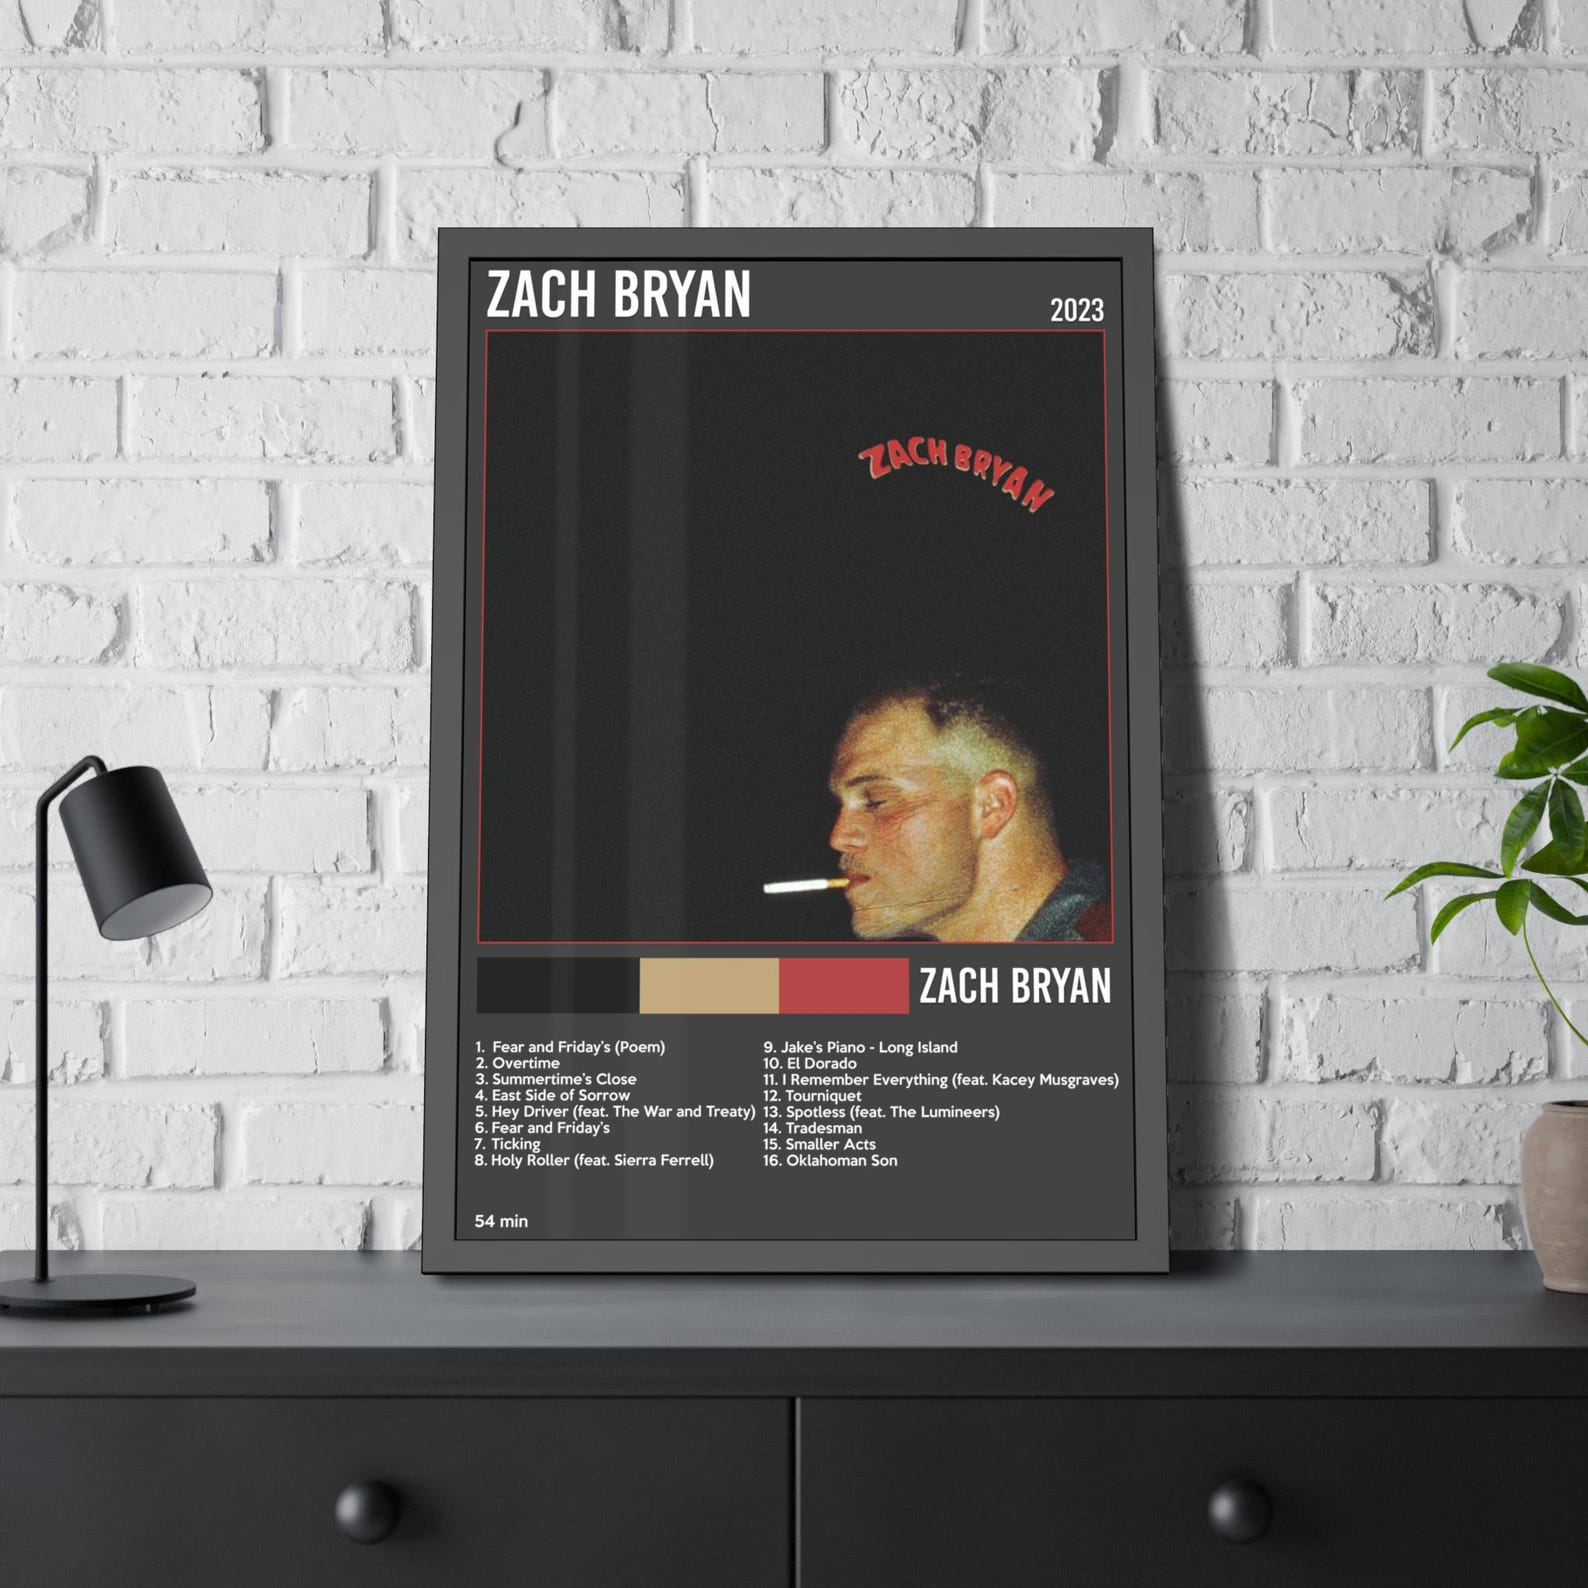 ZACH BRYAN
2023
ZACH BRYAN
ZACH BRYAN
1. Fear and Friday's (Poem)
2. Overtime
3. Summertime's Close
4. East Side of Sorrow
5. Hey Driver (feat. The War and Treaty)
6. Fear and Friday's
7. Ticking
8. Holy Roller (feat. Sierra Ferrell)
9. Jake's Piano - Long Island
10. El Dorado
11. I Remember Everything (feat. Kacey Musgraves)
12. Tourniquet
13. Spotless (feat. The Lumineers)
14. Tradesman
15. Smaller Acts
16. Oklahoman Son
54 min